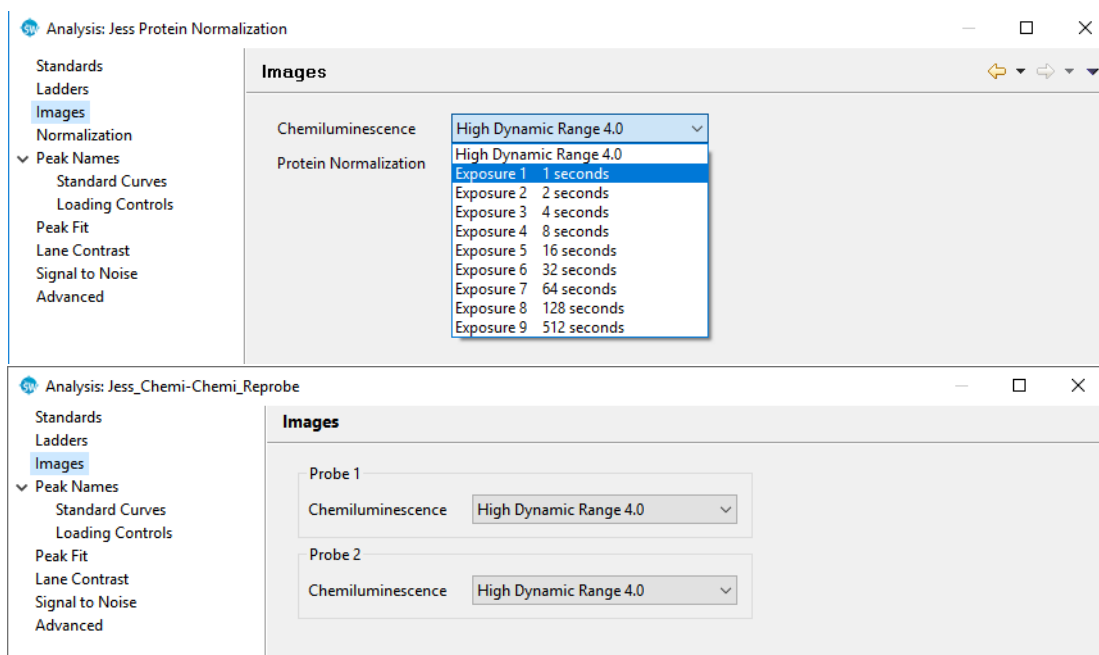 Analysis: Jess Protein Normalization
Standards
Ladders
Images
Normalization
Peak Names
Standard Curves
Loading Controls
Peak Fit
Lane Contrast
Signal to Noise
Advanced
Images
Chemiluminescence High Dynamic Range 4.0
Protein Normalization
High Dynamic Range 4.0
Exposure 1 1 seconds
Exposure 2 2 seconds
Exposure 3 4 seconds
Exposure 4 8 seconds
Exposure 5 16 seconds
Exposure 6 32 seconds
Exposure 7 64 seconds
Exposure 8 128 seconds
Exposure 9 512 seconds
Analysis: Jess_Chemi-Chemi_Reprobe
Standards
Ladders
Images
Peak Names
Standard Curves
Loading Controls
Peak Fit
Lane Contrast
Signal to Noise
Advanced
Images
Probe 1
Chemiluminescence High Dynamic Range 4.0
Probe 2
Chemiluminescence High Dynamic Range 4.0